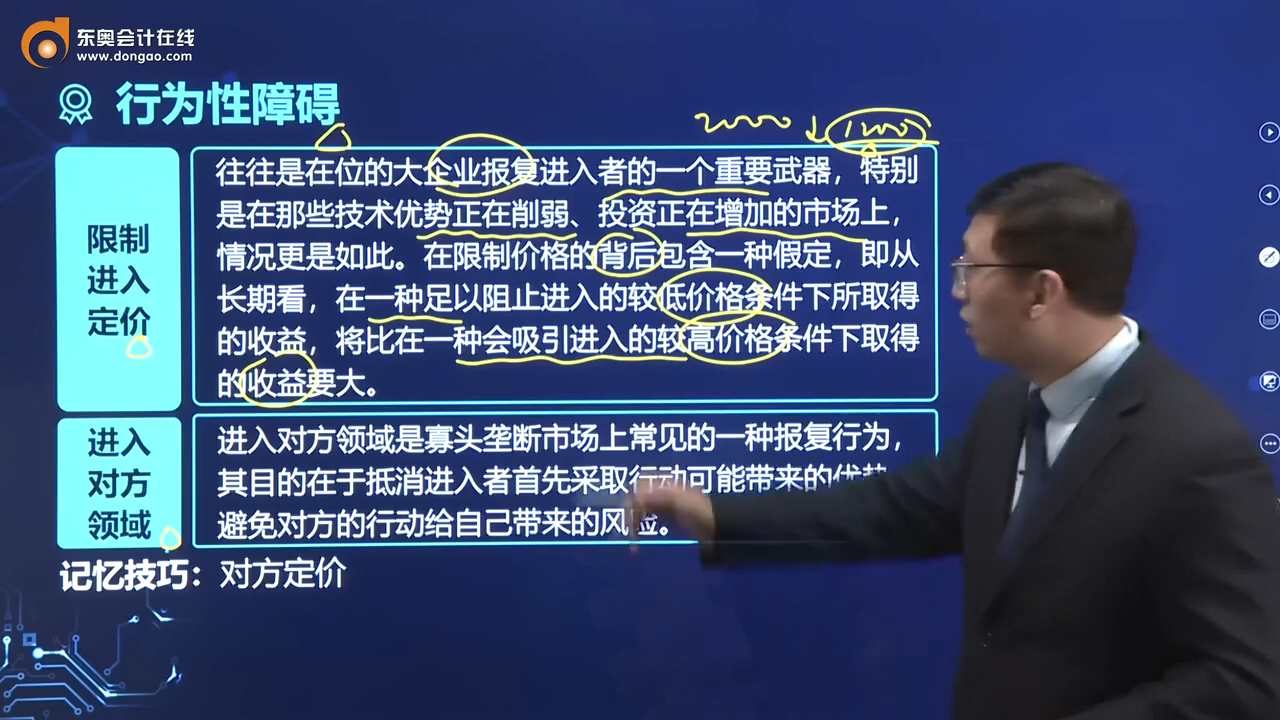 东奥会计在线
www.dongao.com
行为性障碍
2000↓1200
限制
进入
定价
往往是在位的大企业报复进入者的一个重要武器，特别
是在那些技术优势正在削弱、投资正在增加的市场上，
情况更是如此。在限制价格的背后包含一种假定，即从
长期看，在一种足以阻止进入的较低价格条件下所取得
的收益，将比在一种会吸引进入的较高价格条件下取得
的收益要大。
进入
对方
领域
进入对方领域是寡头垄断市场上常见的一种报复行为，
其目的在于抵消进入者首先采取行动可能带来的优势
避免对方的行动给自己带来的风险。
记忆技巧：对方定价